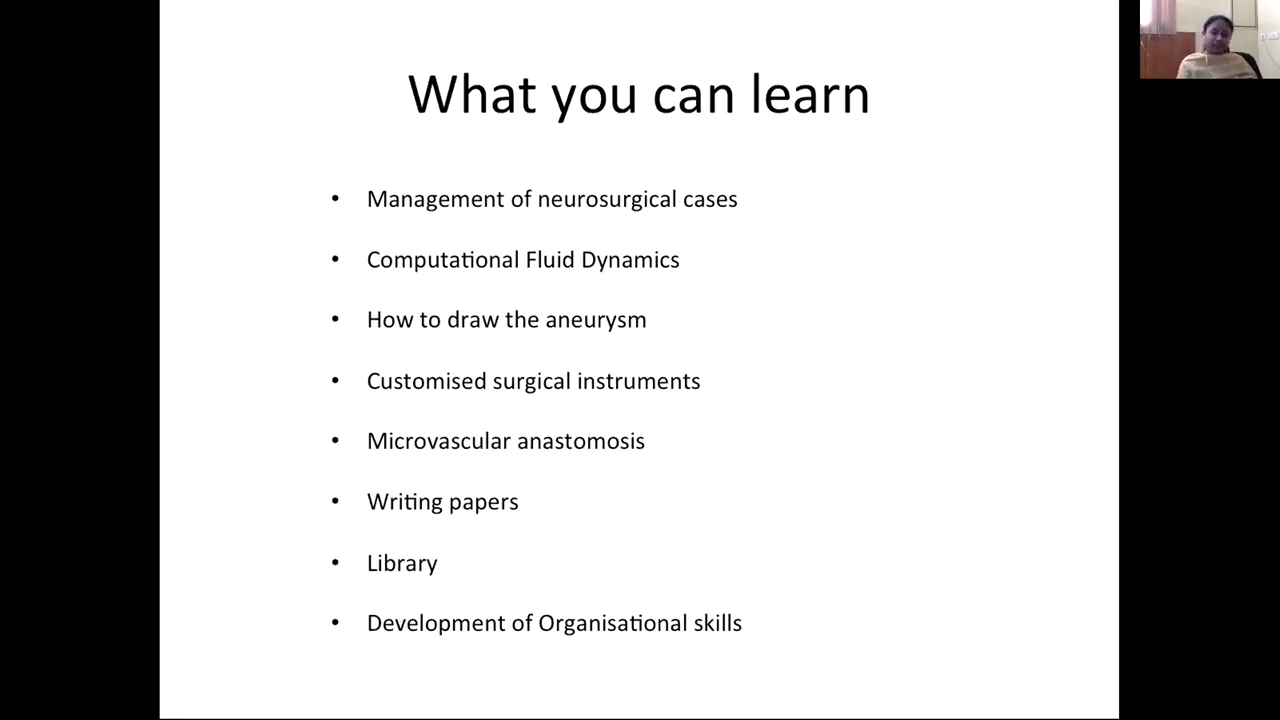 What you can learn
• Management of neurosurgical cases
• Computational Fluid Dynamics
• How to draw the aneurysm
• Customised surgical instruments
• Microvascular anastomosis
• Writing papers
• Library
• Development of Organisational skills